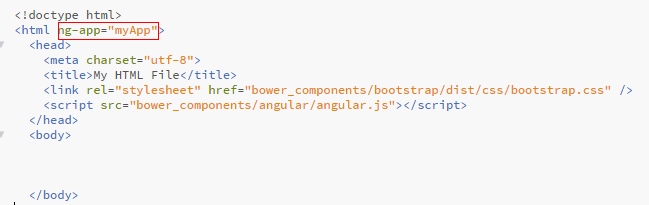 <!doctype html>
<html ng-app="myApp">
<head>
<meta charset="utf-8">
<title>My HTML File</title>
<link rel="stylesheet" href="bower_components/bootstrap/dist/css/bootstrap.css" />
<script src="bower_components/angular/angular.js"></script>
</head>
<body>
</body>